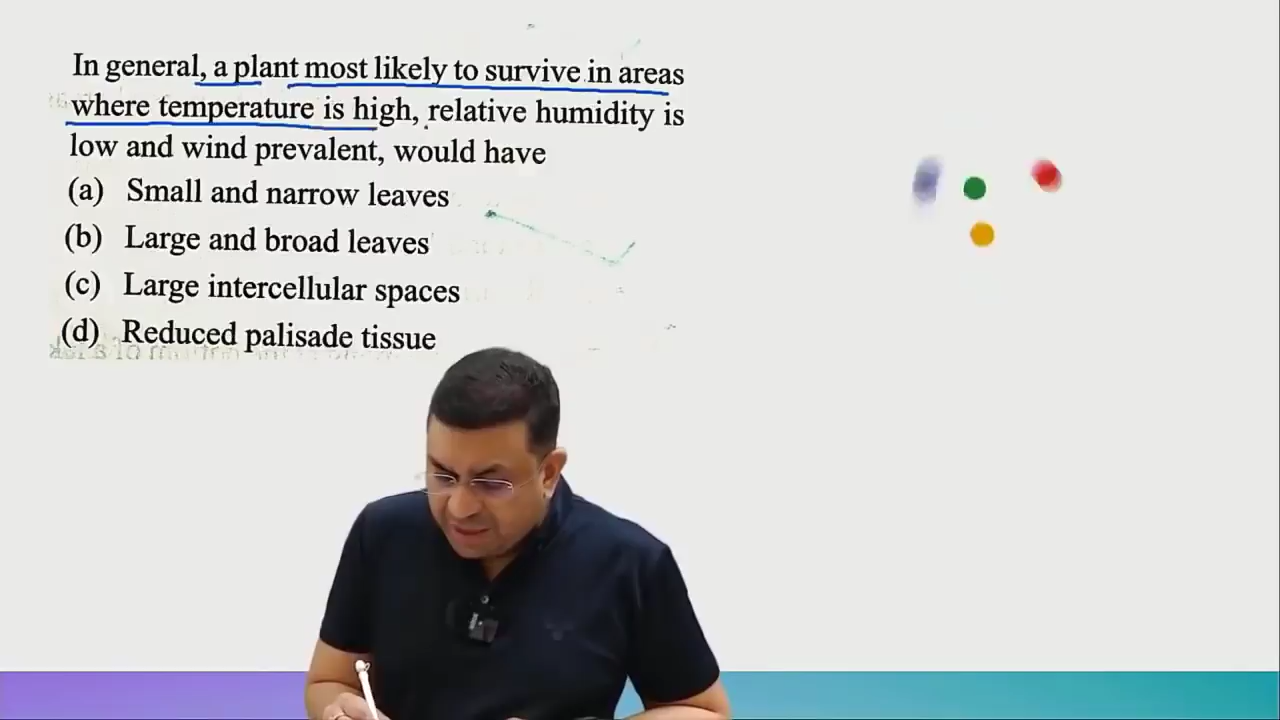 In general, a plant most likely to survive in areas
where temperature is high, relative humidity is
low and wind prevalent, would have
(a) Small and narrow leaves
(b) Large and broad leaves
(c) Large intercellular spaces
(d) Reduced palisade tissue